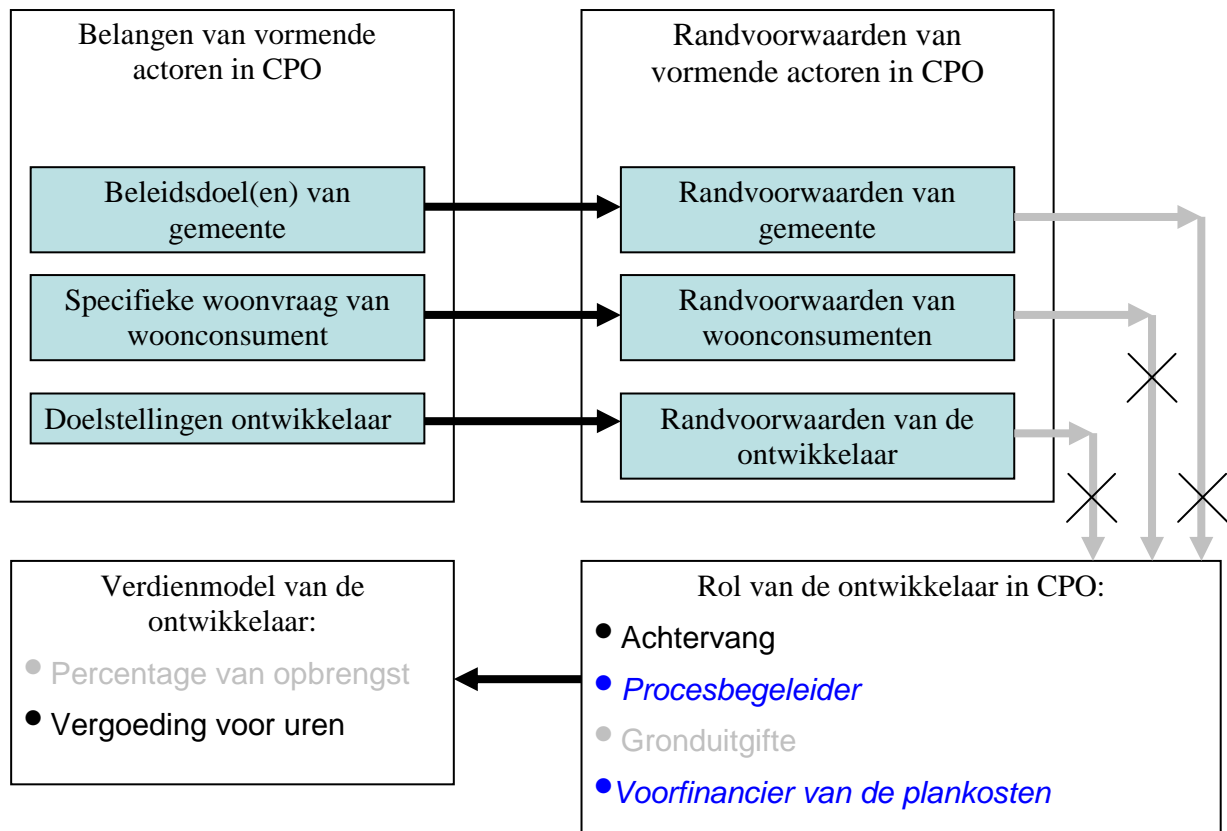 Belangen van vormende
actoren in CPO
Beleidsdoel(en) van
gemeente
Specifieke woonvraag van
woonconsument
Doelstellingen ontwikkelaar
Randvoorwaarden van
vormende actoren in CPO
Randvoorwaarden van
gemeente
Randvoorwaarden van
woonconsumenten
Randvoorwaarden van de
ontwikkelaar
Verdienmodel van de
ontwikkelaar:
• Percentage van opbrengst
• Vergoeding voor uren
Rol van de ontwikkelaar in CPO:
• Achtervang
• Procesbegeleider
• Gronduitgifte
• Voorfinancier van de plankosten